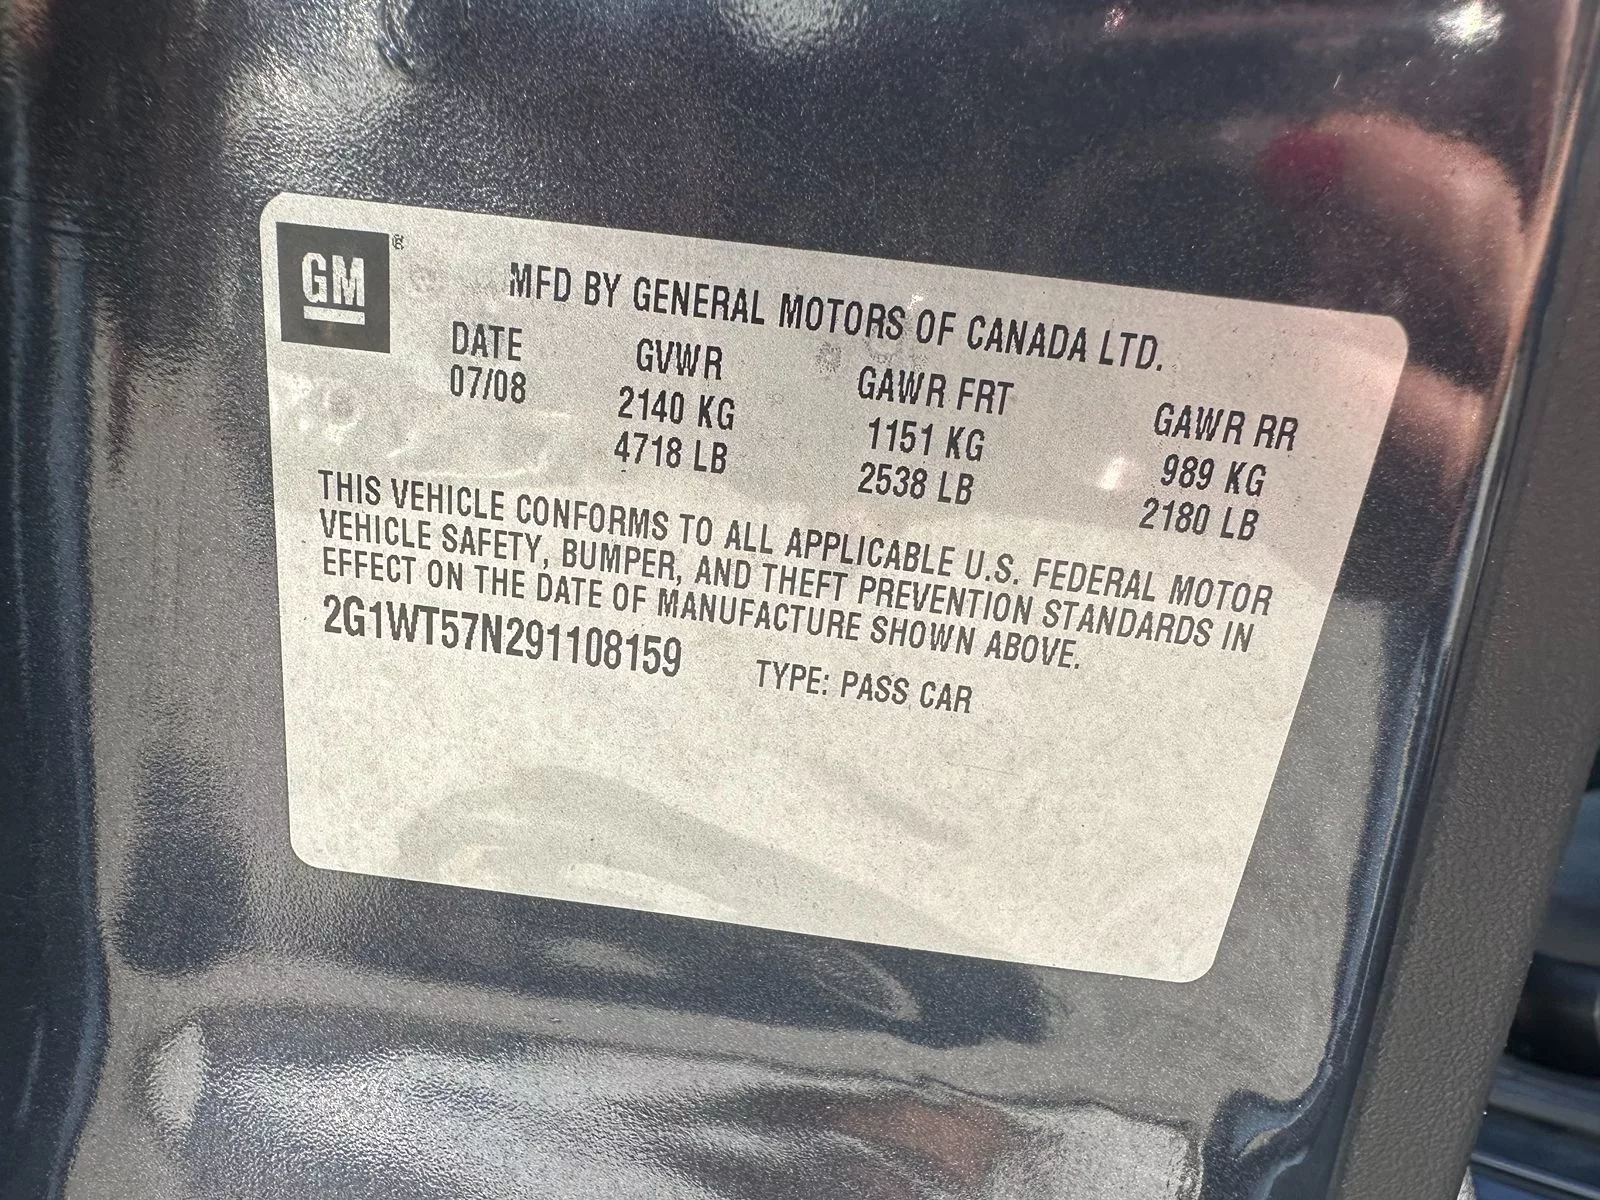 GM ®
MFD BY GENERAL MOTORS OF CANADA LTD.
DATE GVWR GAWR FRT GAWR RR
07/08 2140 KG 1151 KG 989 KG
4718 LB 2538 LB 2180 LB
THIS VEHICLE CONFORMS TO ALL APPLICABLE U.S. FEDERAL MOTOR
VEHICLE SAFETY, BUMPER, AND THEFT PREVENTION STANDARDS IN
EFFECT ON THE DATE OF MANUFACTURE SHOWN ABOVE.
2G1WT57N291108159 TYPE: PASS CAR